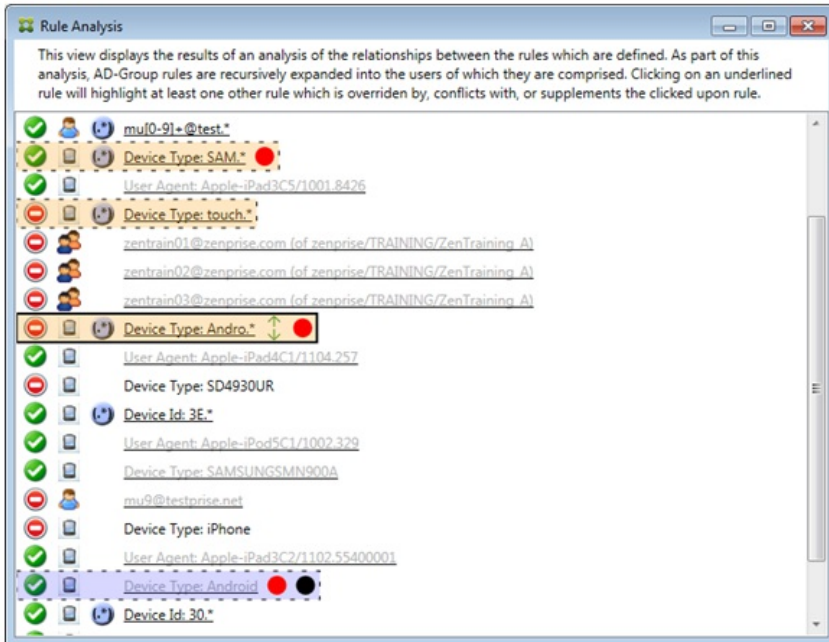 Rule Analysis
This view displays the results of an analysis of the relationships between the rules which are defined. As part of this
analysis, AD-Group rules are recursively expanded into the users of which they are comprised. Clicking on an underlined
rule will highlight at least one other rule which is overriden by, conflicts with, or supplements the clicked upon rule.
(.*) mu[0-9]+@test.*
(.*) Device Type: SAM.*
User Agent: Apple-iPad3C5/1001.8426
(.*) Device Type: touch.*
zentrain01@zenprise.com (of zenprise/TRAINING/ZenTraining_A)
zentrain02@zenprise.com (of zenprise/TRAINING/ZenTraining_A)
zentrain03@zenprise.com (of zenprise/TRAINING/ZenTraining_A)
(.*) Device Type: Andro.*
User Agent: Apple-iPad4C1/1104.257
Device Type: SD4930UR
(.*) Device Id: 3E.*
User Agent: Apple-iPod5C1/1002.329
Device Type: SAMSUNGSMN900A
mu9@testprise.net
Device Type: iPhone
User Agent: Apple-iPad3C2/1102.55400001
Device Type: Android
(.*) Device Id: 30.*